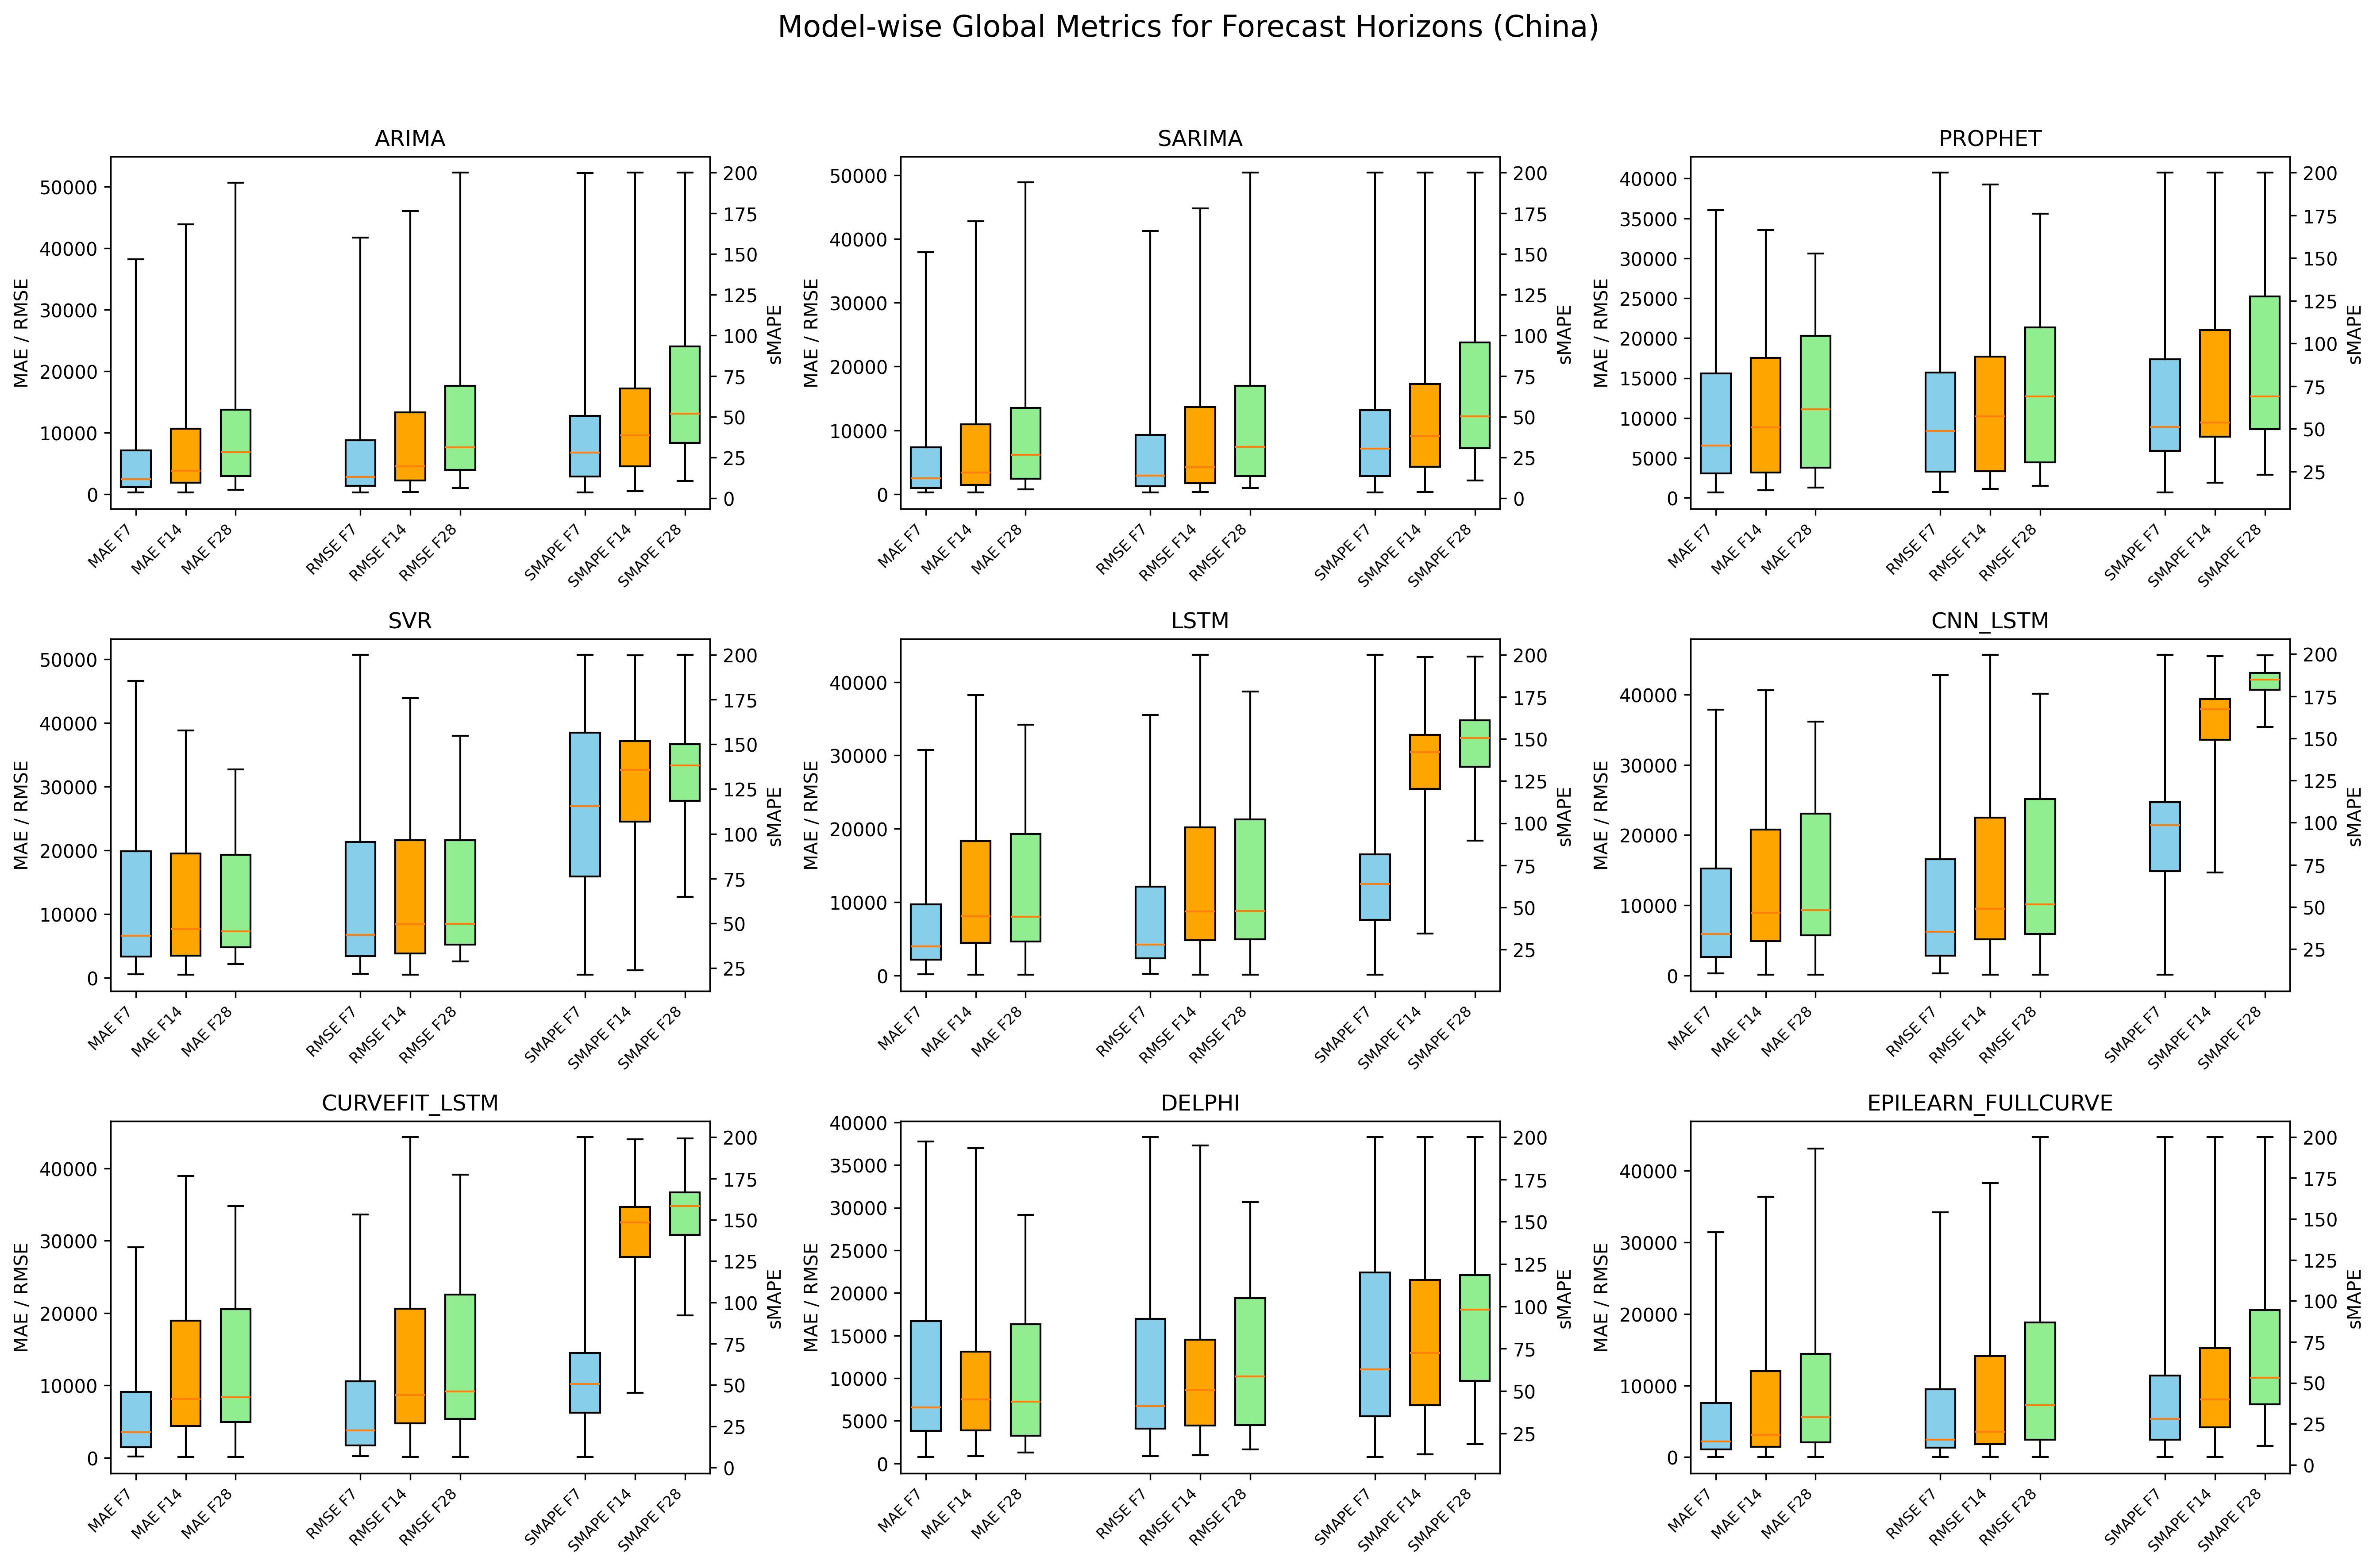 Model-wise Global Metrics for Forecast Horizons (China)
ARIMA
MAE / RMSE
50000
40000
30000
20000
10000
0
200
175
150
125
100
75
50
25
0
sMAPE
MAE F7
MAE F14
MAE F28
RMSE F7
RMSE F14
RMSE F28
SMAPE F7
SMAPE F14
SMAPE F28
SARIMA
MAE / RMSE
50000
40000
30000
20000
10000
0
200
175
150
125
100
75
50
25
0
sMAPE
MAE F7
MAE F14
MAE F28
RMSE F7
RMSE F14
RMSE F28
SMAPE F7
SMAPE F14
SMAPE F28
PROPHET
MAE / RMSE
40000
35000
30000
25000
20000
15000
10000
5000
0
200
175
150
125
100
75
50
25
sMAPE
MAE F7
MAE F14
MAE F28
RMSE F7
RMSE F14
RMSE F28
SMAPE F7
SMAPE F14
SMAPE F28
SVR
MAE / RMSE
50000
40000
30000
20000
10000
0
200
175
150
125
100
75
50
25
sMAPE
MAE F7
MAE F14
MAE F28
RMSE F7
RMSE F14
RMSE F28
SMAPE F7
SMAPE F14
SMAPE F28
LSTM
MAE / RMSE
40000
30000
20000
10000
0
200
175
150
125
100
75
50
25
sMAPE
MAE F7
MAE F14
MAE F28
RMSE F7
RMSE F14
RMSE F28
SMAPE F7
SMAPE F14
SMAPE F28
CNN_LSTM
MAE / RMSE
40000
30000
20000
10000
0
200
175
150
125
100
75
50
25
sMAPE
MAE F7
MAE F14
MAE F28
RMSE F7
RMSE F14
RMSE F28
SMAPE F7
SMAPE F14
SMAPE F28
CURVEFIT_LSTM
MAE / RMSE
40000
30000
20000
10000
0
200
175
150
125
100
75
50
25
0
sMAPE
MAE F7
MAE F14
MAE F28
RMSE F7
RMSE F14
RMSE F28
SMAPE F7
SMAPE F14
SMAPE F28
DELPHI
MAE / RMSE
40000
35000
30000
25000
20000
15000
10000
5000
0
200
175
150
125
100
75
50
25
sMAPE
MAE F7
MAE F14
MAE F28
RMSE F7
RMSE F14
RMSE F28
SMAPE F7
SMAPE F14
SMAPE F28
EPILEARN_FULLCURVE
MAE / RMSE
40000
30000
20000
10000
0
200
175
150
125
100
75
50
25
0
sMAPE
MAE F7
MAE F14
MAE F28
RMSE F7
RMSE F14
RMSE F28
SMAPE F7
SMAPE F14
SMAPE F28